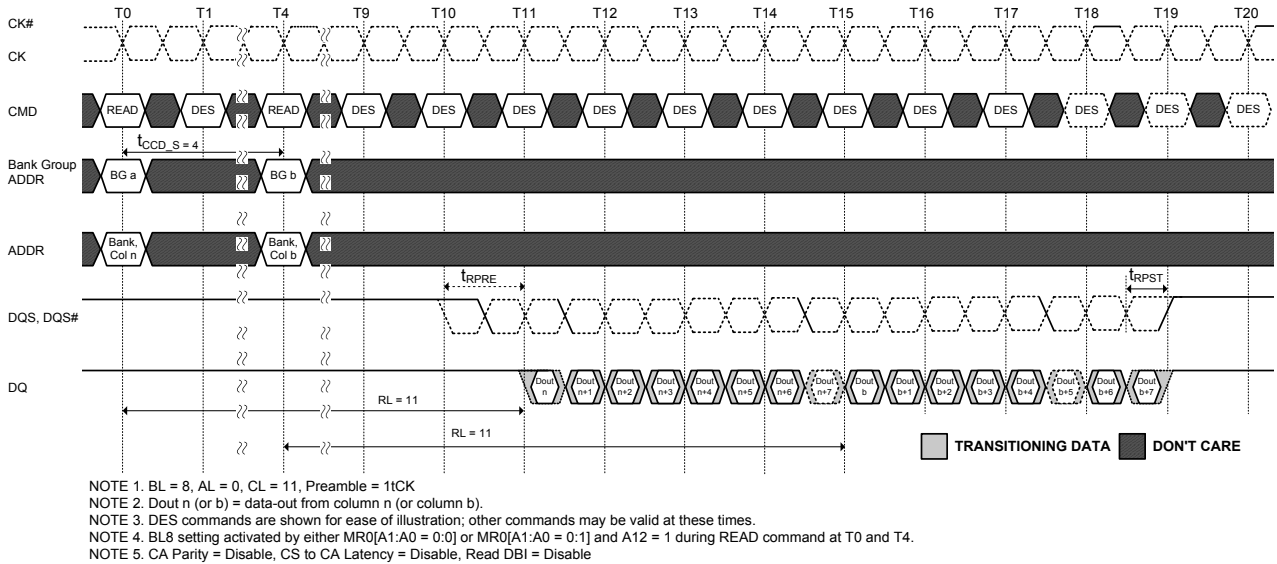 T0 T1 T4 T9 T10 T11 T12 T13 T14 T15 T16 T17 T18 T19 T20
CK#
CK
CMD READ DES READ DES DES DES DES DES DES DES DES DES DES DES DES
tCCD_S = 4
Bank Group
ADDR BG a BG b
ADDR Bank, Col n Bank, Col b
tRPRE tRPST
DQS, DQS#
DQ Dout n Dout n+1 Dout n+2 Dout n+3 Dout n+4 Dout n+5 Dout n+6 Dout n+7 Dout b Dout b+1 Dout b+2 Dout b+3 Dout b+4 Dout b+5 Dout b+6 Dout b+7
RL = 11
RL = 11
TRANSITIONING DATA DON'T CARE
NOTE 1. BL = 8, AL = 0, CL = 11, Preamble = 1tCK
NOTE 2. Dout n (or b) = data-out from column n (or column b).
NOTE 3. DES commands are shown for ease of illustration; other commands may be valid at these times.
NOTE 4. BL8 setting activated by either MR0[A1:A0 = 0:0] or MR0[A1:A0 = 0:1] and A12 = 1 during READ command at T0 and T4.
NOTE 5. CA Parity = Disable, CS to CA Latency = Disable, Read DBI = Disable